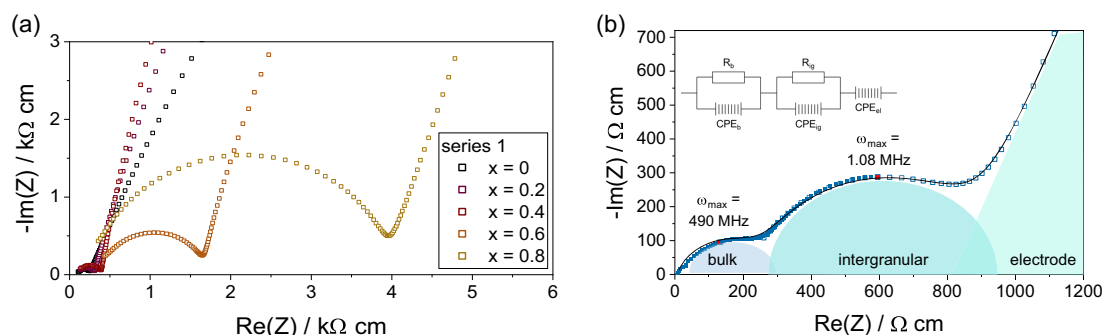 (a)
3
2
1
0
-Im(Z) / kΩ cm
0 1 2 3 4 5 6
Re(Z) / kΩ cm
series 1
x = 0
x = 0.2
x = 0.4
x = 0.6
x = 0.8
(b)
700
600
500
400
300
200
100
0
-Im(Z) / Ω cm
R_b
R_ig
CPE_b
CPE_ig
CPE_el
ω_max =
1.08 MHz
ω_max =
490 MHz
bulk
intergranular
electrode
0 200 400 600 800 1000 1200
Re(Z) / Ω cm